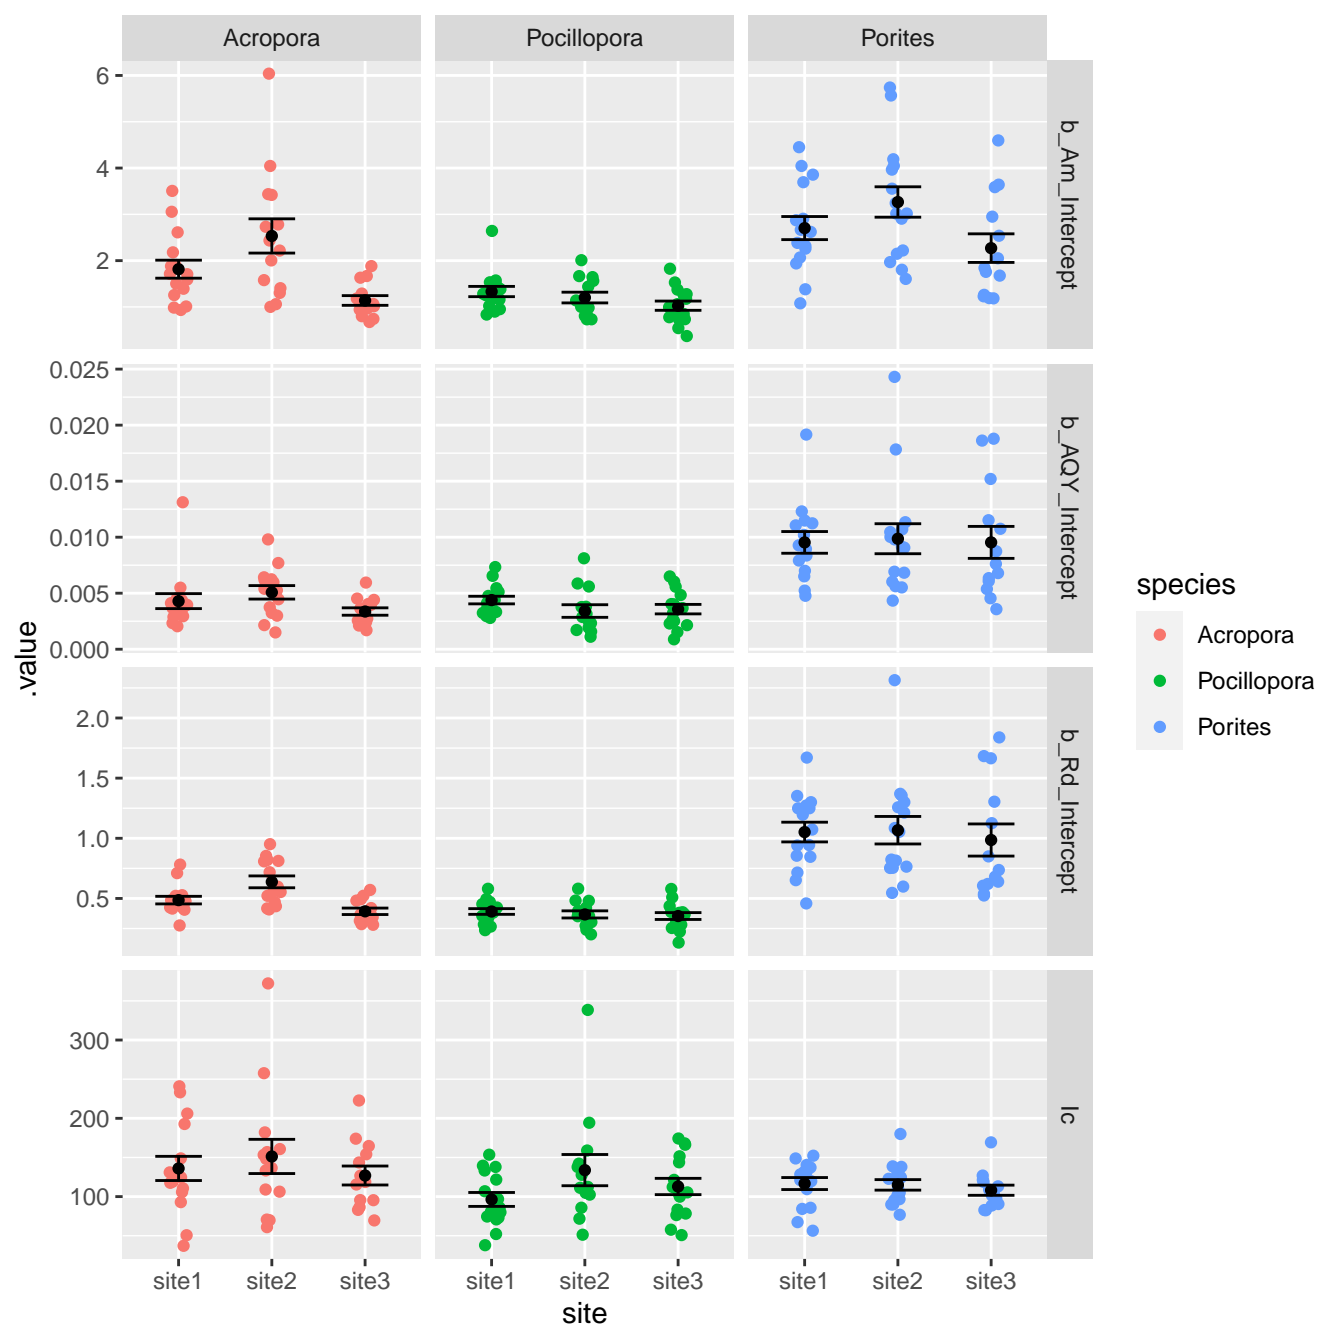 Acropora
Pocillopora
Porites
6
4
2
b_Am_Intercept
0.025
0.020
0.015
0.010
0.005
0.000
b_AQY_Intercept
2.0
1.5
1.0
0.5
b_Rd_Intercept
300
200
100
Ic
.value
site1 site2 site3
site1 site2 site3
site1 site2 site3
site
species
Acropora
Pocillopora
Porites